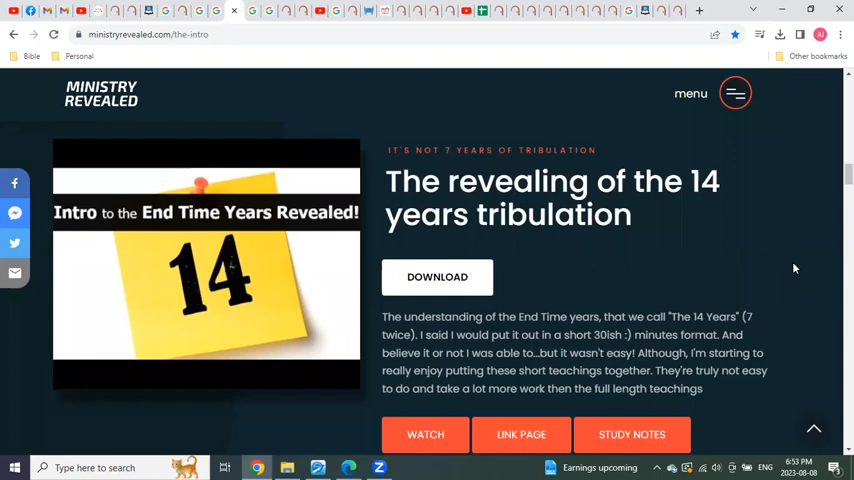 ministryrevealed.com/the-intro
AI
Bible
Personal
Other bookmarks
MINISTRY
REVEALED
menu
IT'S NOT 7 YEARS OF TRIBULATION
The revealing of the 14
years tribulation
Intro to the End Time Years Revealed!
14
DOWNLOAD
The understanding of the End Time years, that we call "The 14 Years" (7
twice). I said I would put it out in a short 30ish :) minutes format. And
believe it or not I was able to...but it wasn't easy! Although, I'm starting to
really enjoy putting these short teachings together. They're truly not easy
to do and take a lot more work then the full length teachings
WATCH
LINK PAGE
STUDY NOTES
Type here to search
Earnings upcoming
ENG
6:53 PM
2023-08-08
3